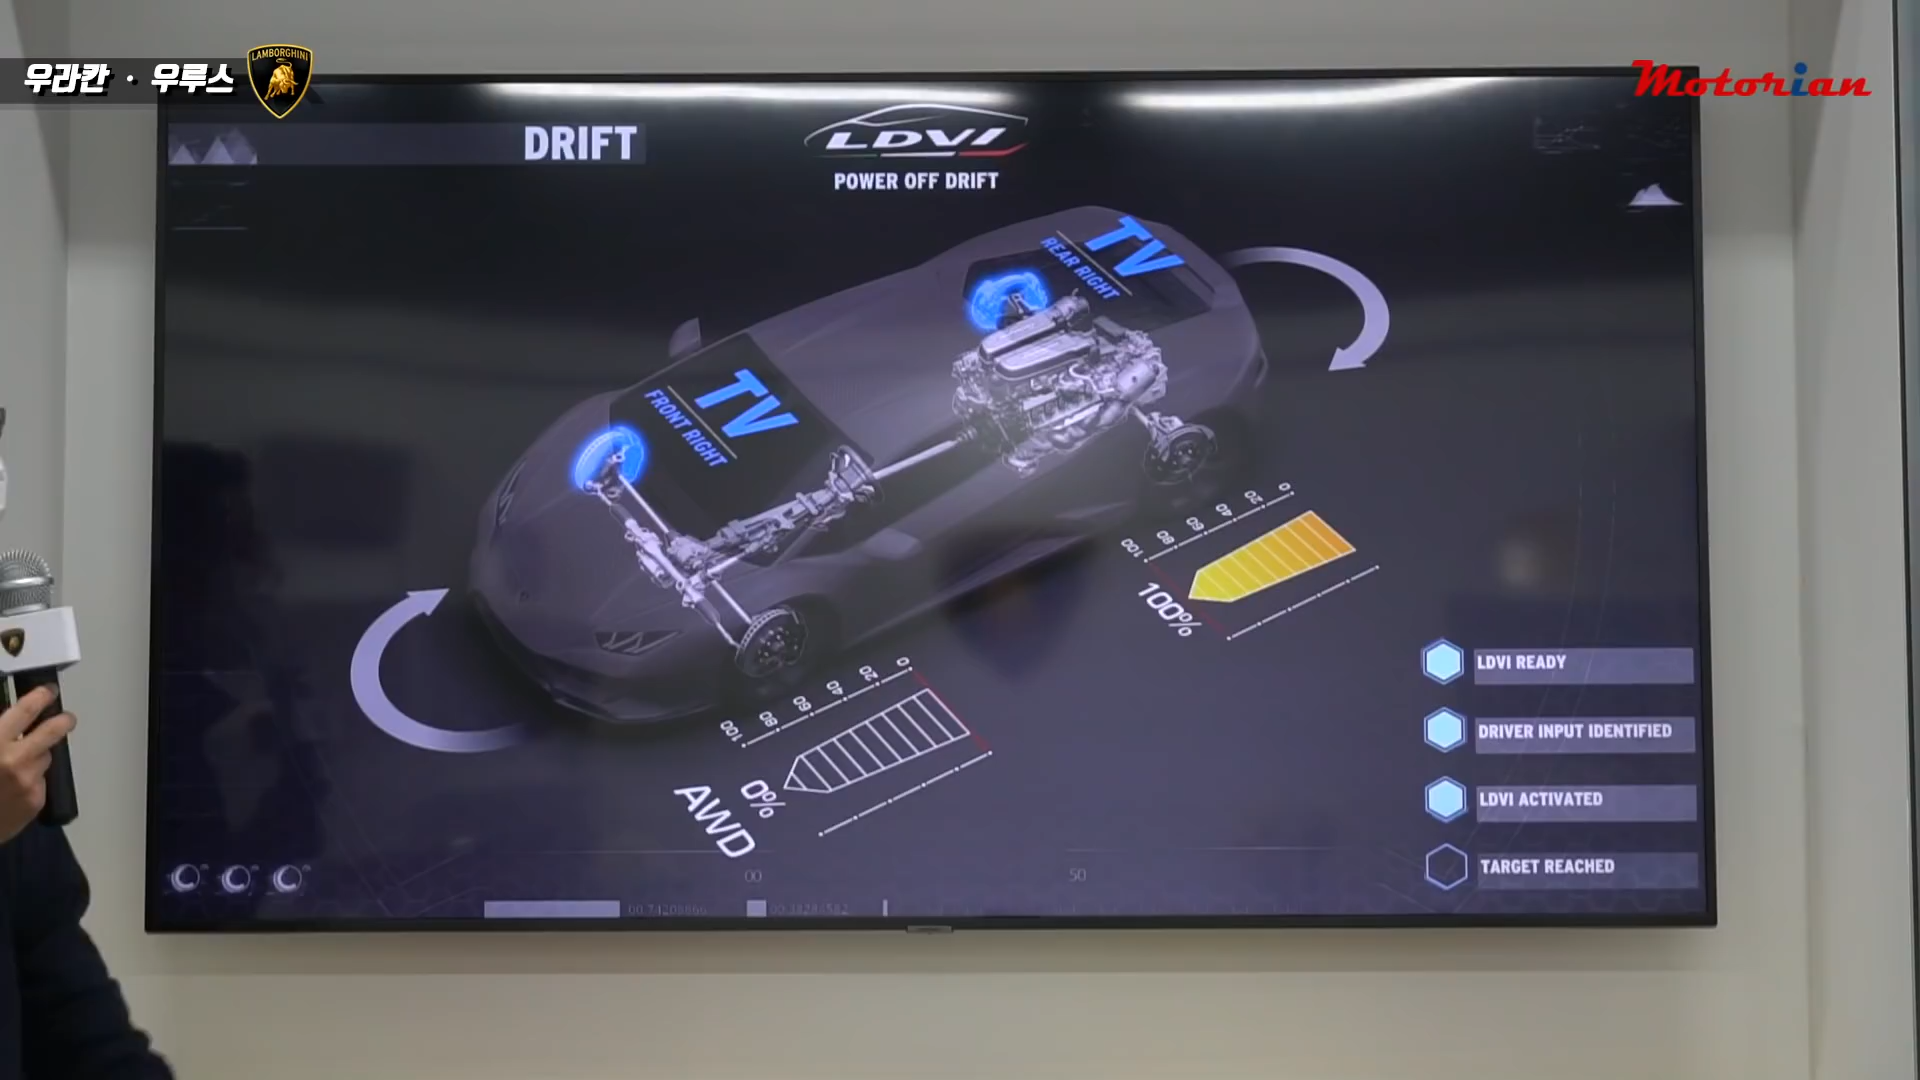 우라칸 · 우루스
LAMBORGHINI
Motorian
DRIFT
LDVI
POWER OFF DRIFT
TV
REAR RIGHT
TV
FRONT RIGHT
0
20
40
60
80
100
100%
0
20
40
60
80
100
0%
AWD
LDVI READY
DRIVER INPUT IDENTIFIED
LDVI ACTIVATED
TARGET REACHED
00
50